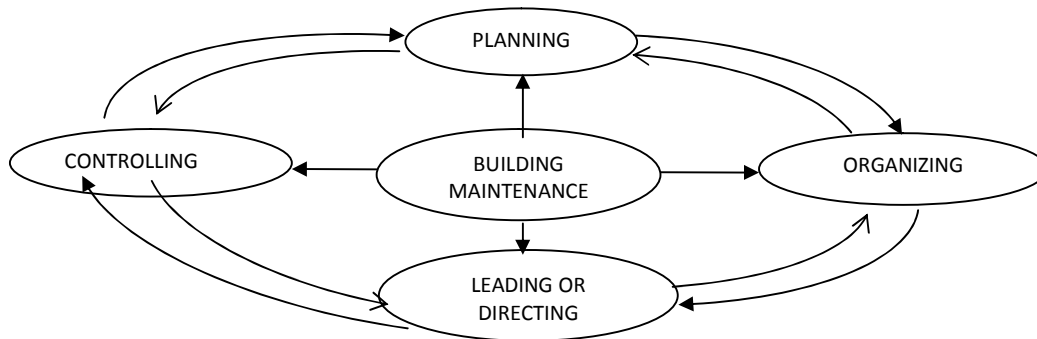 PLANNING
CONTROLLING
BUILDING
MAINTENANCE
ORGANIZING
LEADING OR
DIRECTING